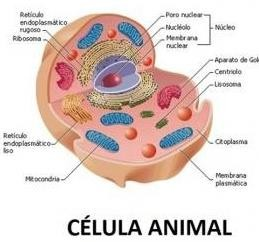 Retículo
endoplasmático
rugoso
Ribosoma
Poro nuclear
Nucléolo
Membrana
nuclear
Núcleo
Aparato de Gol
Centriolo
Lisosoma
Retículo
endoplasmático
liso
Citoplasma
Mitocondria
Membrana
plasmática
CÉLULA ANIMAL